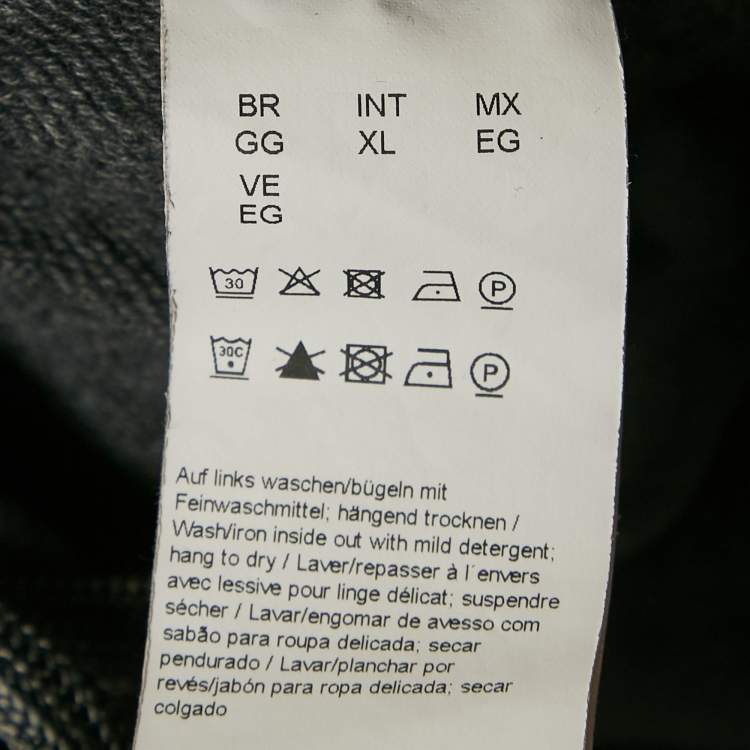 BR INT MX
GG XL EG
VE
EG
30 P
30C P
Auf links waschen/bügeln mit
Feinwaschmittel; hängend trocknen /
Wash/iron inside out with mild detergent;
hang to dry / Laver/repasser à l´envers
avec lessive pour linge délicat; suspendre
sécher / Lavar/engomar de avesso com
sabão para roupa delicada; secar
pendurado / Lavar/planchar por
revés/jabón para ropa delicada; secar
colgado